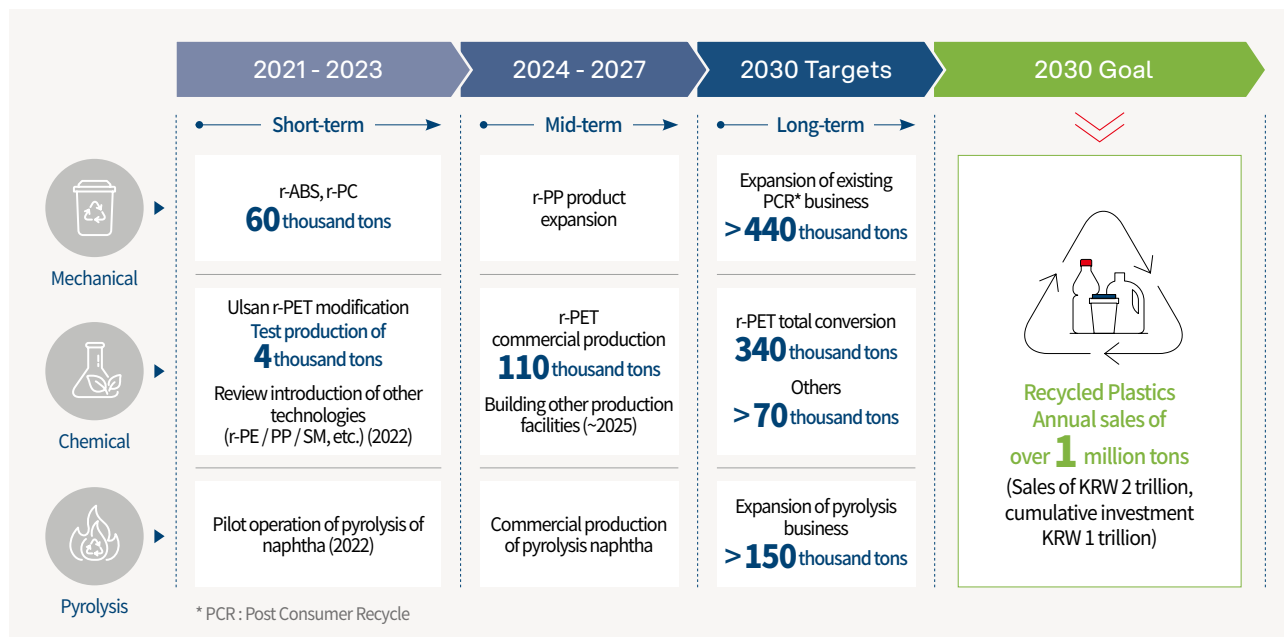 2021 - 2023
2024 - 2027
2030 Targets
2030 Goal
Short-term
Mid-term
Long-term
Mechanical
r-ABS, r-PC
60 thousand tons
r-PP product
expansion
Expansion of existing
PCR* business
> 440 thousand tons
Chemical
Ulsan r-PET modification
Test production of
4 thousand tons
Review introduction of other
technologies
(r-PE / PP / SM, etc.) (2022)
r-PET
commercial production
110 thousand tons
Building other production
facilities (~2025)
r-PET total conversion
340 thousand tons
Others
> 70 thousand tons
Pyrolysis
Pilot operation of pyrolysis of
naphtha (2022)
Commercial production
of pyrolysis naphtha
Expansion of pyrolysis
business
> 150 thousand tons
Recycled Plastics
Annual sales of
over 1 million tons
(Sales of KRW 2 trillion,
cumulative investment
KRW 1 trillion)
* PCR : Post Consumer Recycle